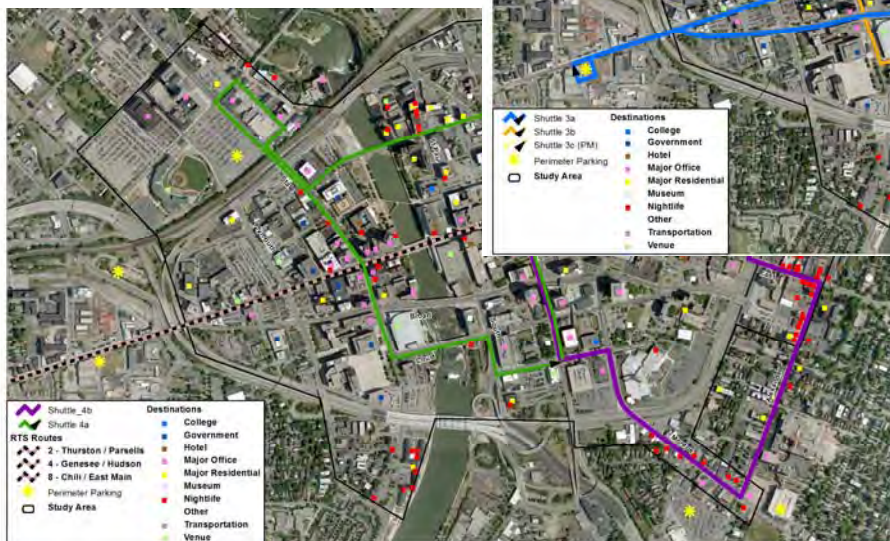 Shuttle 3a
Shuttle 3b
Shuttle 3c (PM)
Perimeter Parking
Study Area
Destinations
College
Government
Hotel
Major Office
Major Residential
Museum
Nightlife
Other
Transportation
Venue
Shuttle_4b
Shuttle 4a
RTS Routes
2 - Thurston / Parsells
4 - Genesee / Hudson
8 - Chili / East Main
Perimeter Parking
Study Area
Destinations
College
Government
Hotel
Major Office
Major Residential
Museum
Nightlife
Other
Transportation
Venue